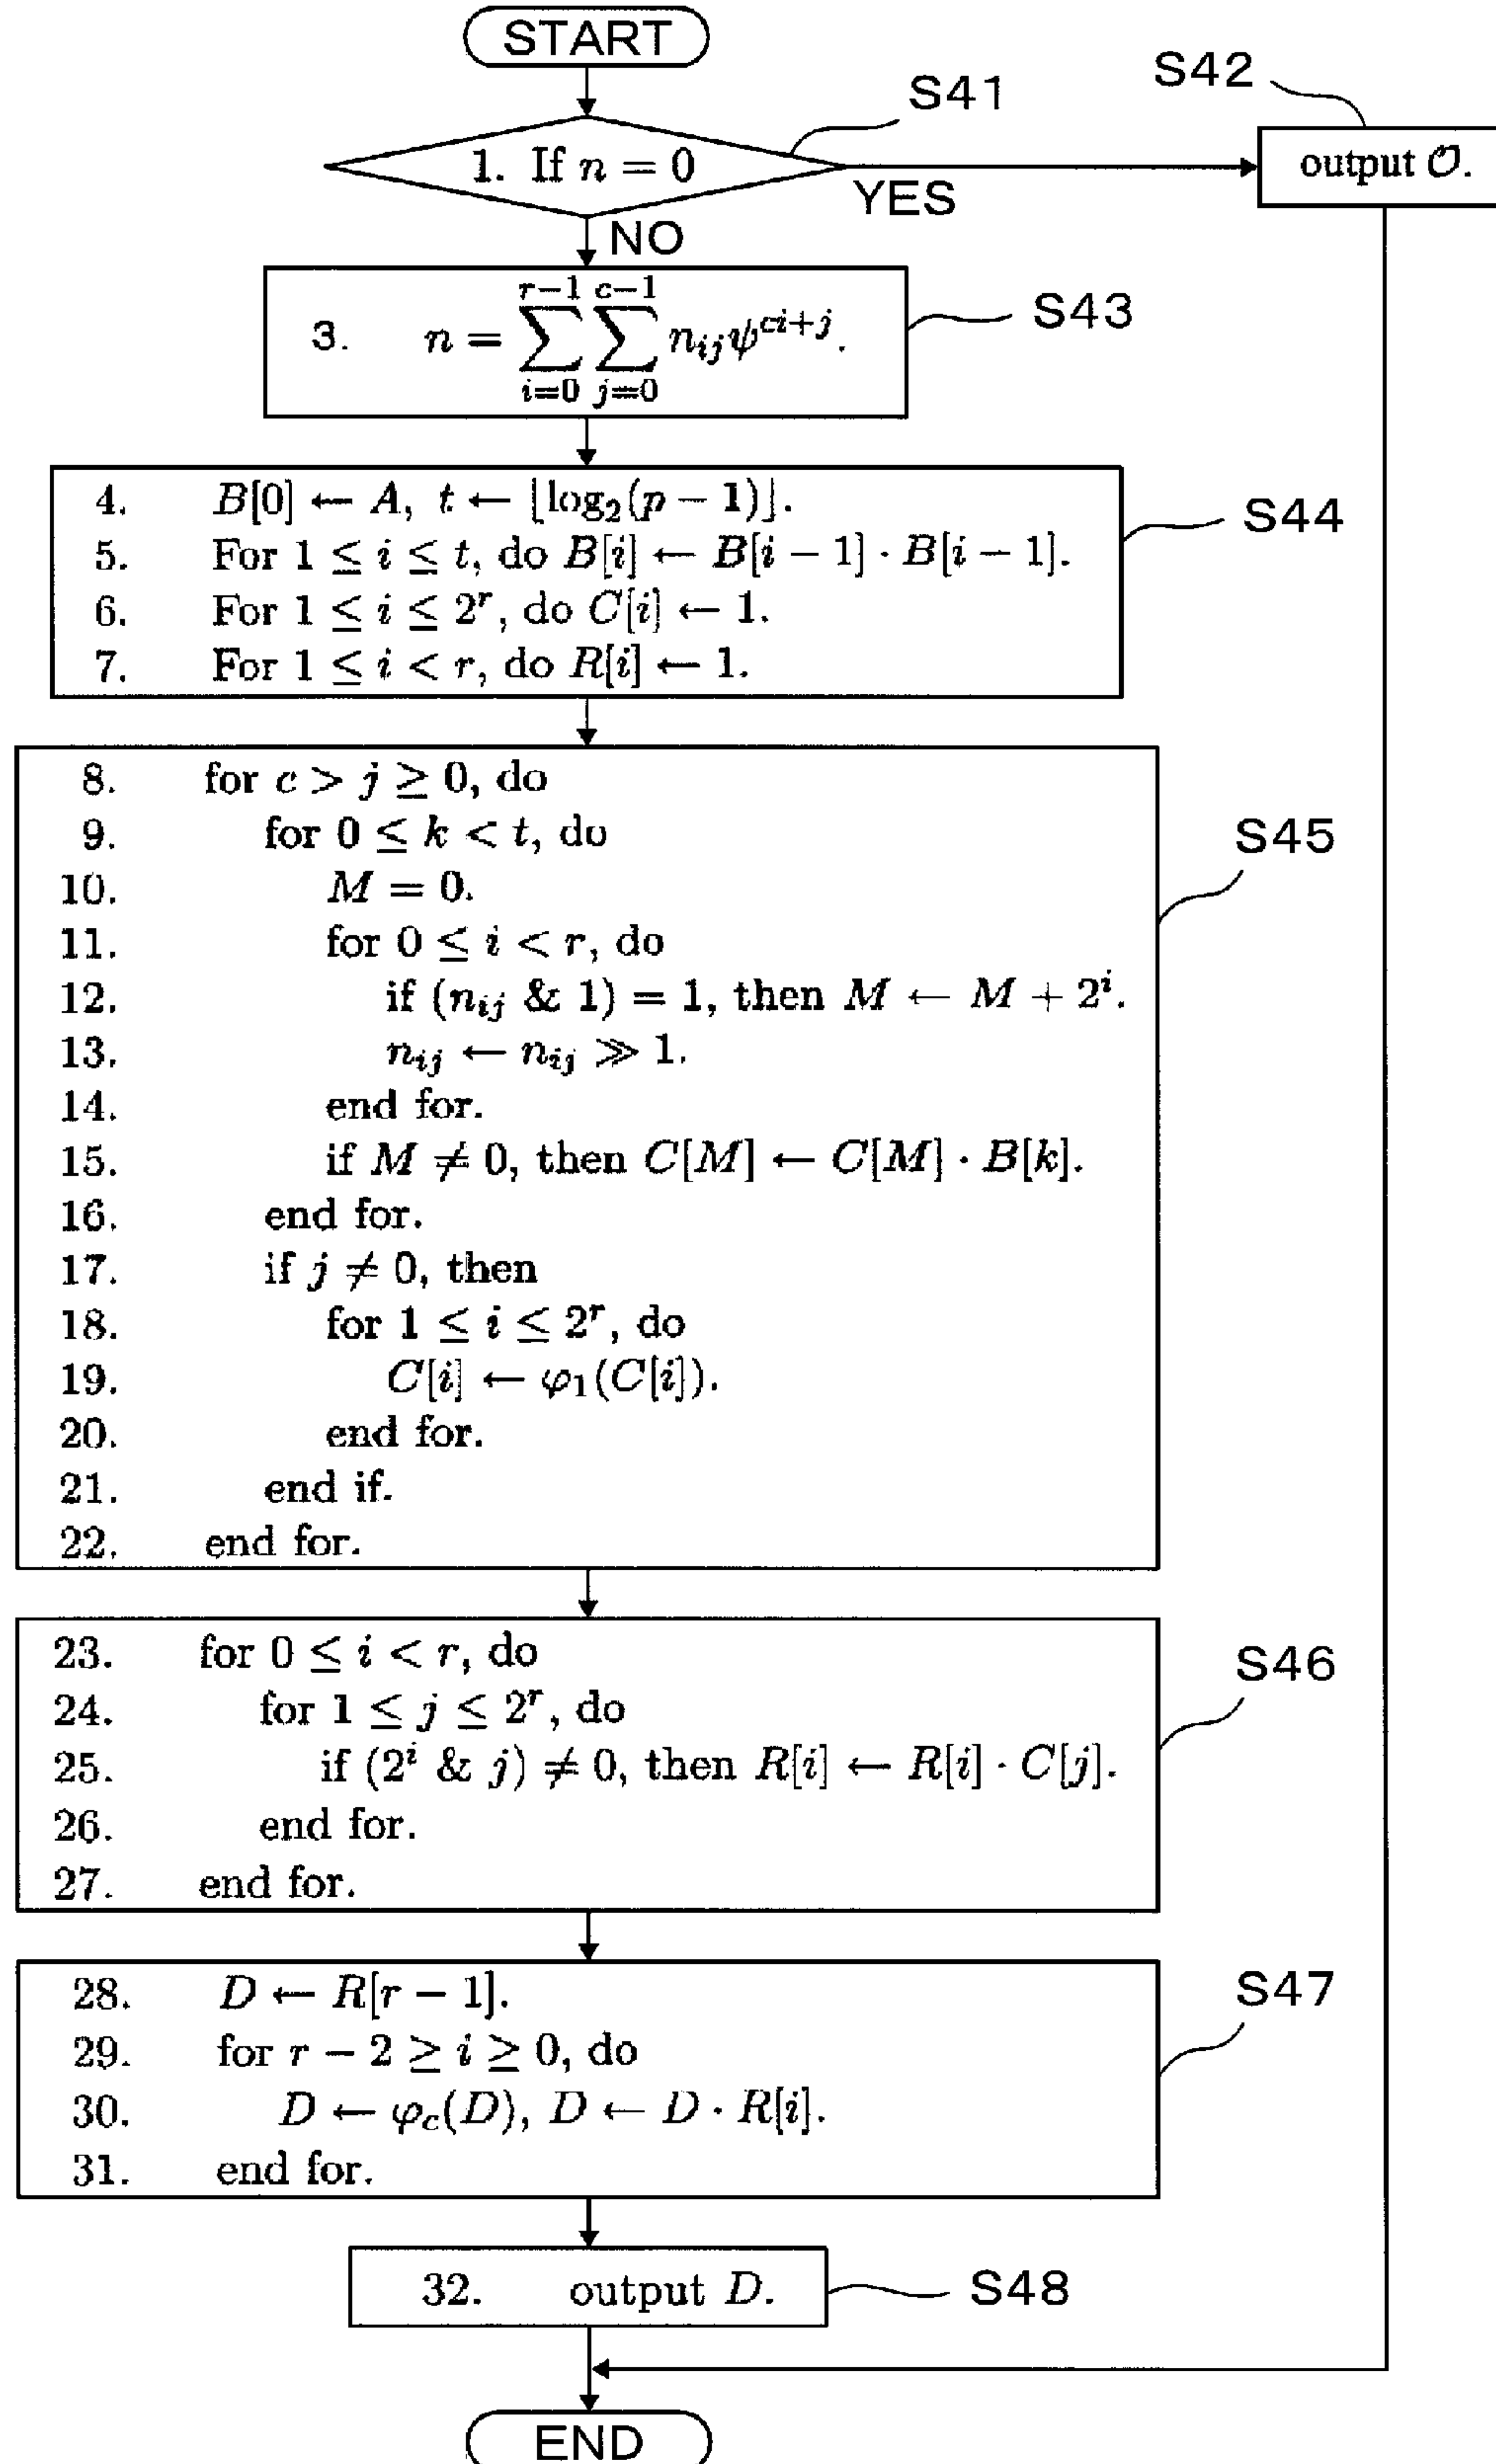 START
S41
S42
1. If n = 0
output 𝒪.
YES
NO
3. n = \sum_{i=0}^{r-1} \sum_{j=0}^{c-1} n_{ij} ψ^{ci+j}.
S43
4. B[0] ← A, t ← ⌊log₂(p − 1)⌋.
5. For 1 ≤ i ≤ t, do B[i] ← B[i − 1] · B[i − 1].
6. For 1 ≤ i ≤ 2^r, do C[i] ← 1.
7. For 1 ≤ i < r, do R[i] ← 1.
S44
8. for c > j ≥ 0, do
9. for 0 ≤ k < t, do
10. M = 0.
11. for 0 ≤ i < r, do
12. if (n_{ij} & 1) = 1, then M ← M + 2^i.
13. n_{ij} ← n_{ij} ≫ 1.
14. end for.
15. if M ≠ 0, then C[M] ← C[M] · B[k].
16. end for.
17. if j ≠ 0, then
18. for 1 ≤ i ≤ 2^r, do
19. C[i] ← φ₁(C[i]).
20. end for.
21. end if.
22. end for.
S45
23. for 0 ≤ i < r, do
24. for 1 ≤ j ≤ 2^r, do
25. if (2^i & j) ≠ 0, then R[i] ← R[i] · C[j].
26. end for.
27. end for.
S46
28. D ← R[r − 1].
29. for r − 2 ≥ i ≥ 0, do
30. D ← φ_c(D), D ← D · R[i].
31. end for.
S47
32. output D.
S48
END